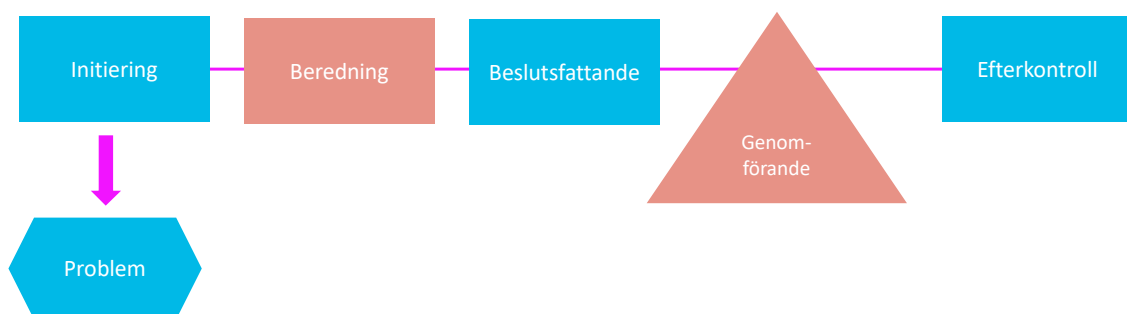 Initiering
Beredning
Beslutsfattande
Genom-
förande
Efterkontroll
Problem